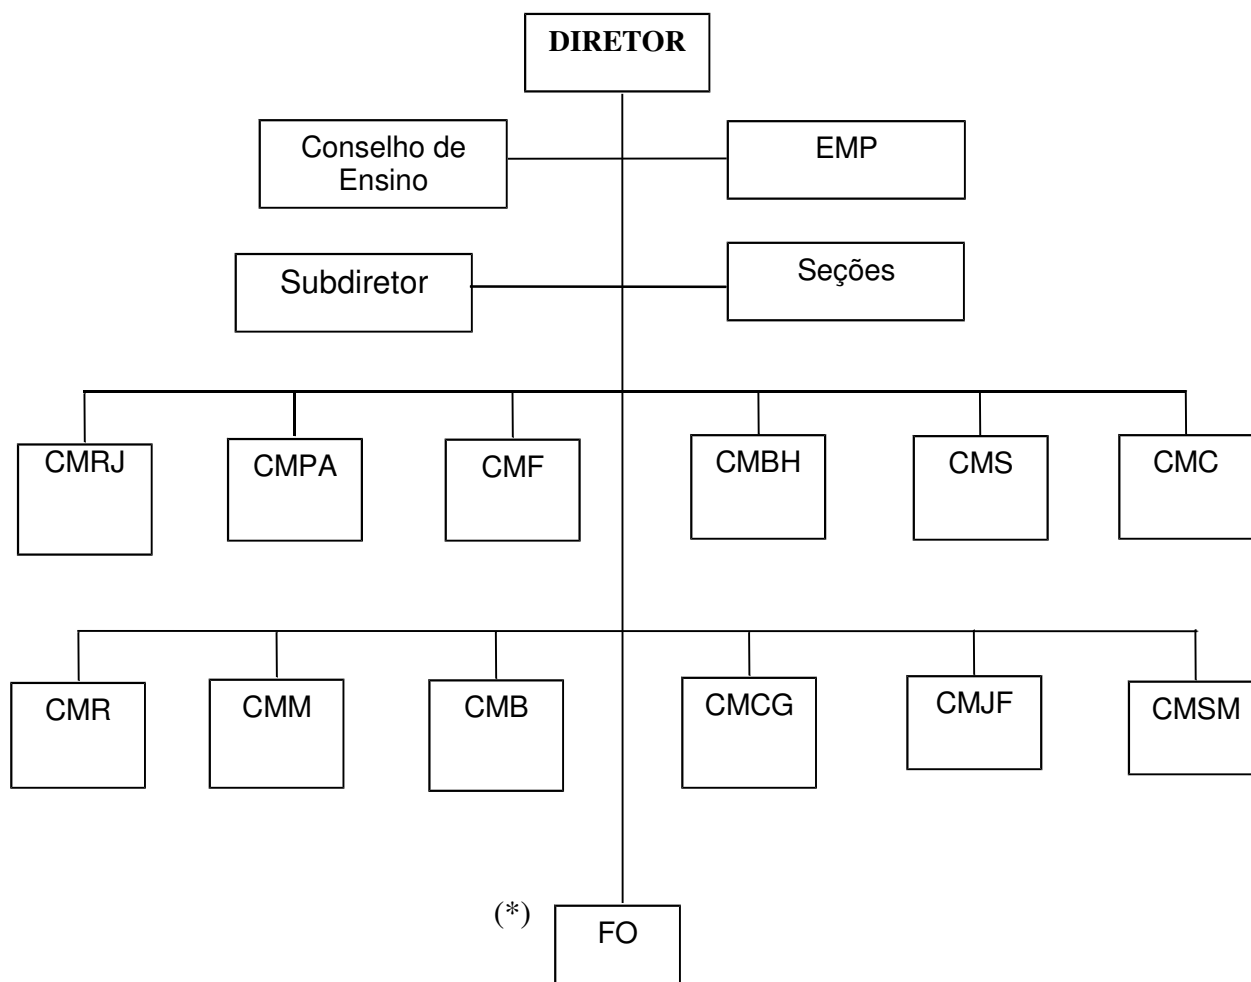 DIRETOR
Conselho de
Ensino
EMP
Subdiretor
Seções
CMRJ
CMPA
CMF
CMBH
CMS
CMC
CMR
CMM
CMB
CMCG
CMJF
CMSM
(*)
FO